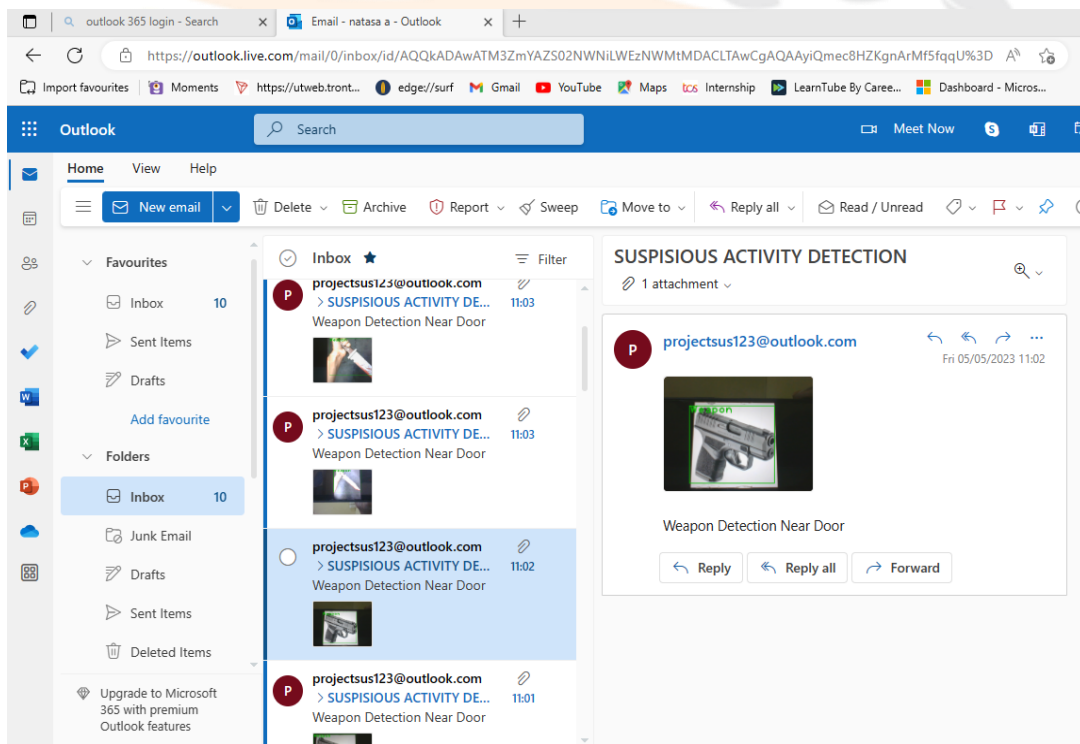 outlook 365 login - Search
Email - natasa a - Outlook
https://outlook.live.com/mail/0/inbox/id/AQQkADAwATM3ZmYAZS02NWNiLWEzNWMtMDACLTAwCgAQAAyiQmec8HZKgnArMf5fqqU%3D
Import favourites Moments https://utweb.tront... edge://surf Gmail YouTube Maps tcs Internship LearnTube By Caree... Dashboard - Micros...
Outlook Search Meet Now
Home View Help
New email Delete Archive Report Sweep Move to Reply all Read / Unread
Favourites
Inbox 10
Sent Items
Drafts
Add favourite
Folders
Inbox 10
Junk Email
Drafts
Sent Items
Deleted Items
Upgrade to Microsoft
365 with premium
Outlook features
Inbox Filter
P projectsus123@outlook.com
SUSPISIOUS ACTIVITY DE... 11:03
Weapon Detection Near Door
P projectsus123@outlook.com
SUSPISIOUS ACTIVITY DE... 11:03
Weapon Detection Near Door
projectsus123@outlook.com
SUSPISIOUS ACTIVITY DE... 11:02
Weapon Detection Near Door
P projectsus123@outlook.com
SUSPISIOUS ACTIVITY DE... 11:01
Weapon Detection Near Door
SUSPISIOUS ACTIVITY DETECTION
1 attachment
P projectsus123@outlook.com
Fri 05/05/2023 11:02
Weapon
Weapon Detection Near Door
Reply Reply all Forward